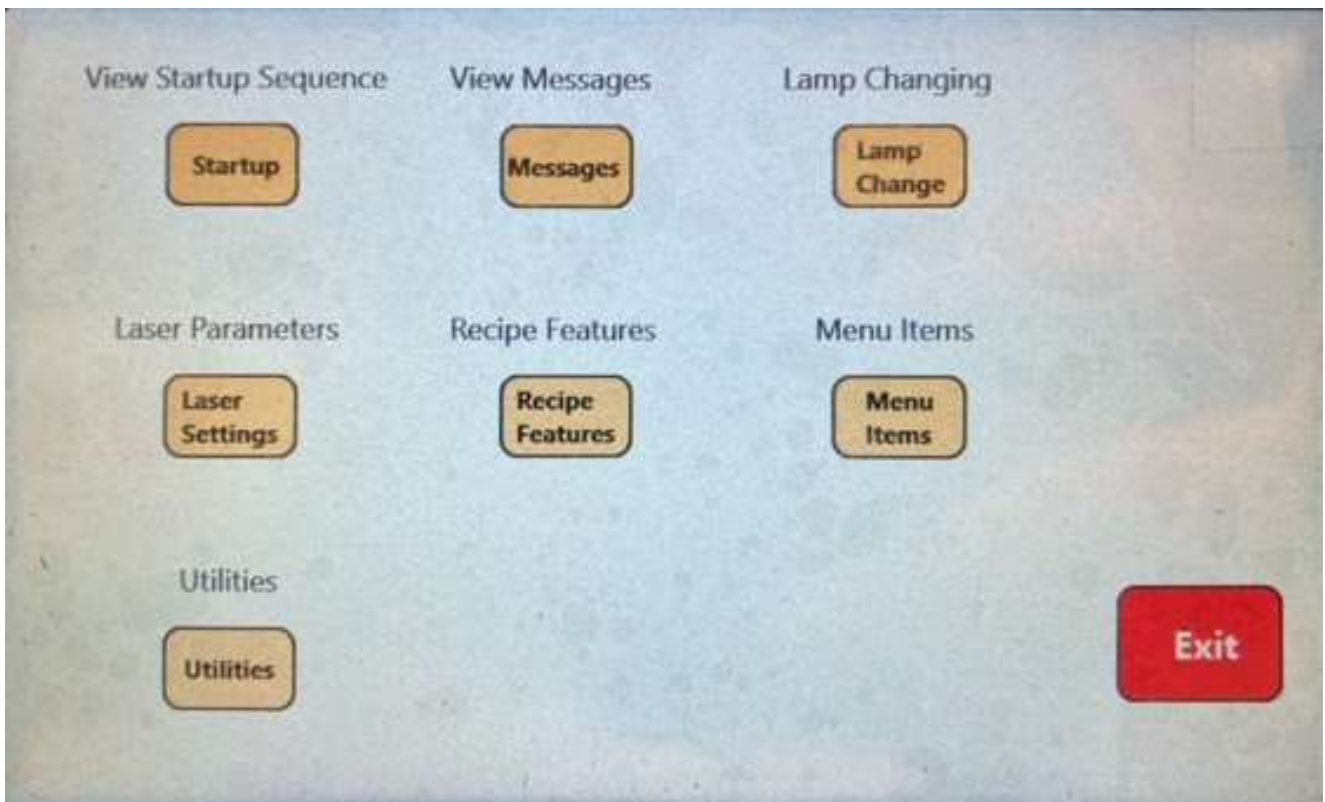 View Startup Sequence
View Messages
Lamp Changing
Startup
Messages
Lamp
Change
Laser Parameters
Recipe Features
Menu Items
Laser
Settings
Recipe
Features
Menu
Items
Utilities
Utilities
Exit